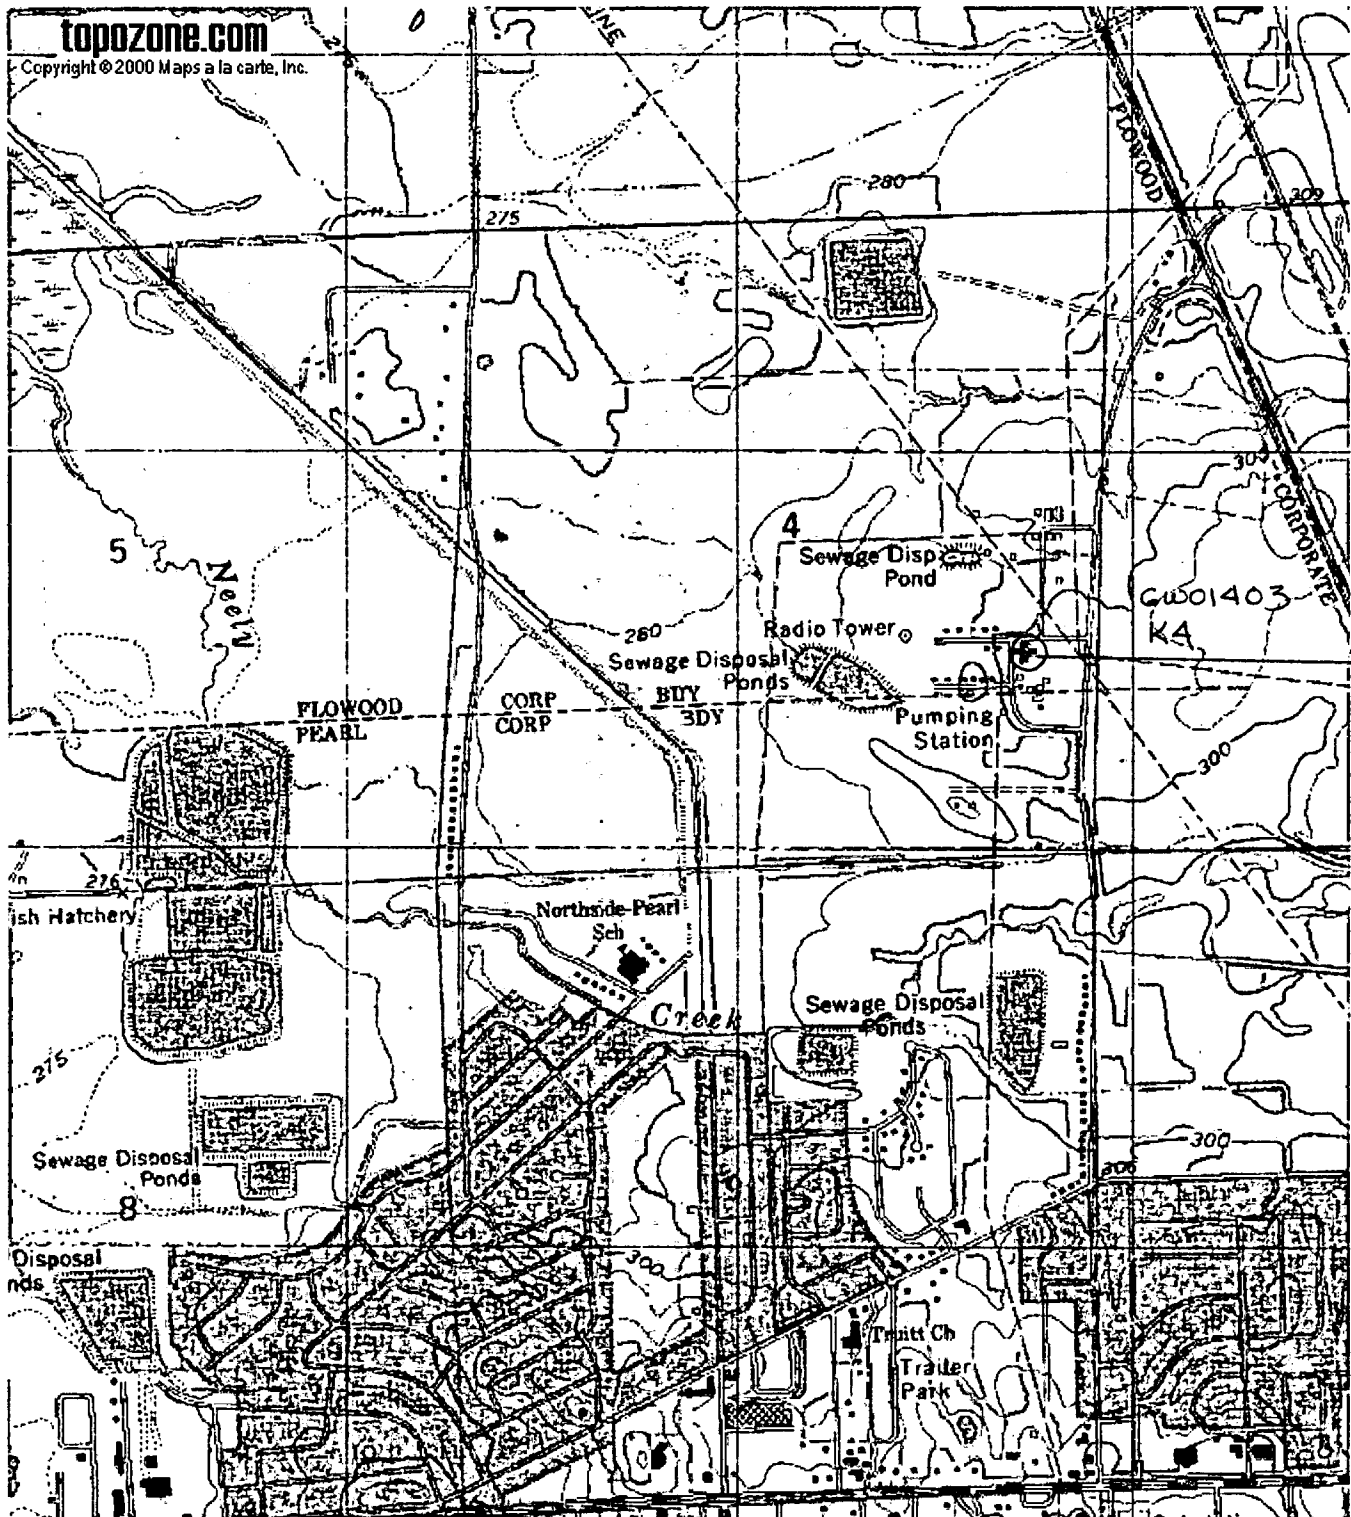 topozone.com
Copyright © 2000 Maps a la carte, Inc.
NE
FLOWOOD
280
309
275
5
Neely
4
Sewage Disp
Pond
CORPORATE
GW01403
K4
Radio Tower
260
Sewage Disposal
Ponds
FLOWOOD
PEARL
CORP
CORP
BDY
BDY
Pumping
Station
300
276
ish Hatchery
Northside-Pearl
Sch
Sewage Disposal
Ponds
Creek
275
300
306
Sewage Disposal
Ponds
8
Disposal
nds
300
Truitt Ch
Trailer
Park